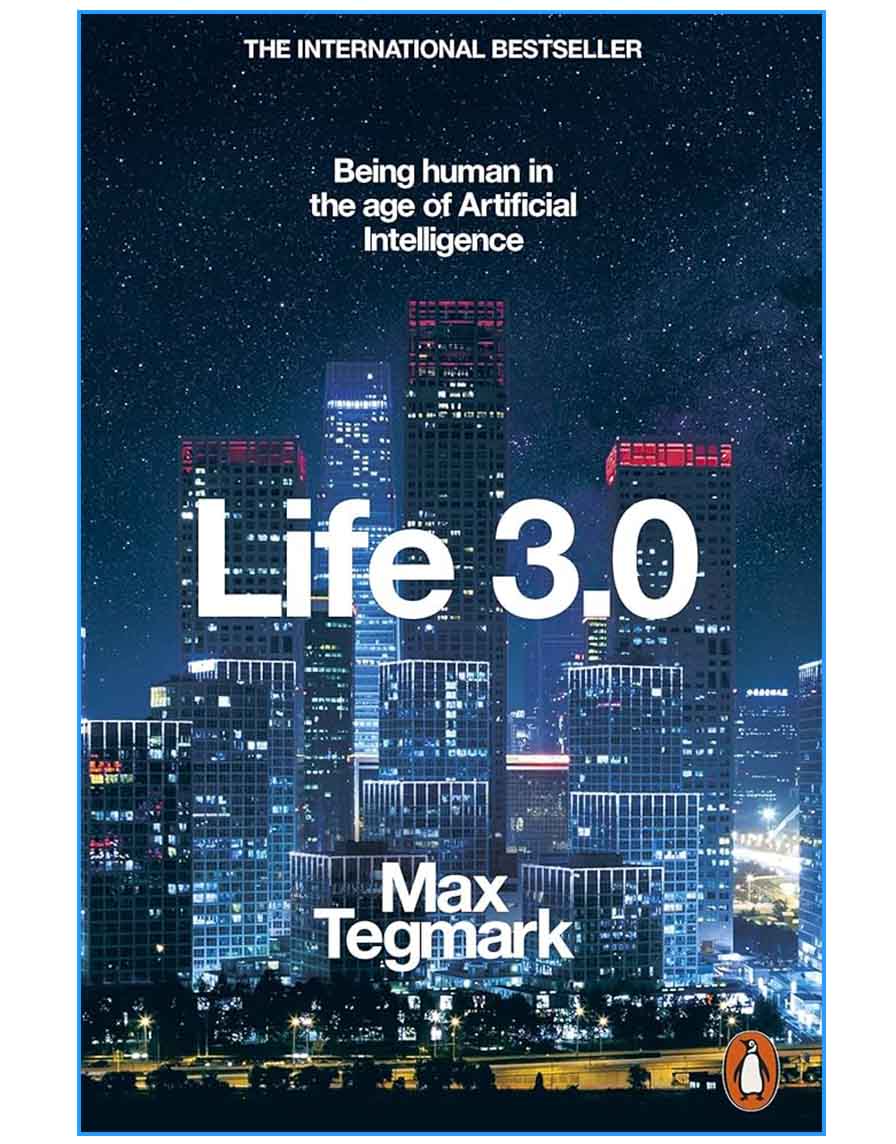 THE INTERNATIONAL BESTSELLER
Being human in
the age of Artificial
Intelligence
Life 3.0
Max
Tegmark